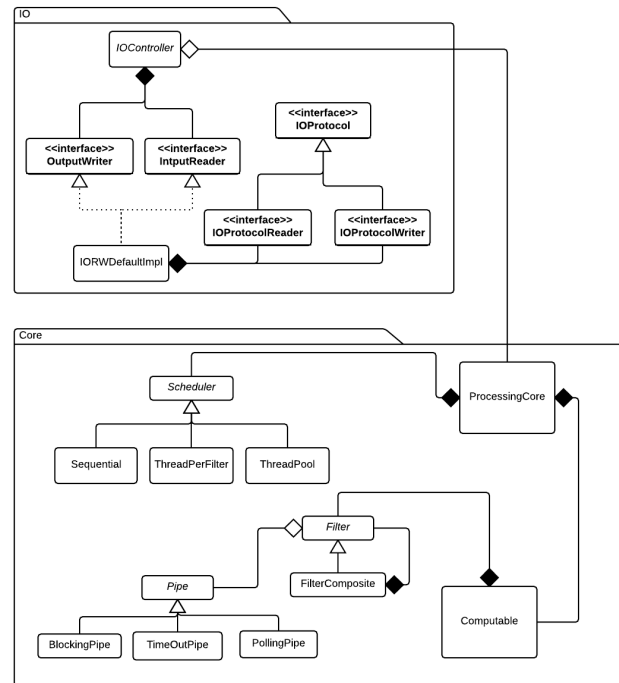 IO
IOController
<<interface>>
OutputWriter
<<interface>>
IntputReader
<<interface>>
IOProtocol
<<interface>>
IOProtocolReader
<<interface>>
IOProtocolWriter
IORWDefaultImpl
Core
Scheduler
ProcessingCore
Sequential
ThreadPerFilter
ThreadPool
Filter
Pipe
FilterComposite
Computable
BlockingPipe
TimeOutPipe
PollingPipe